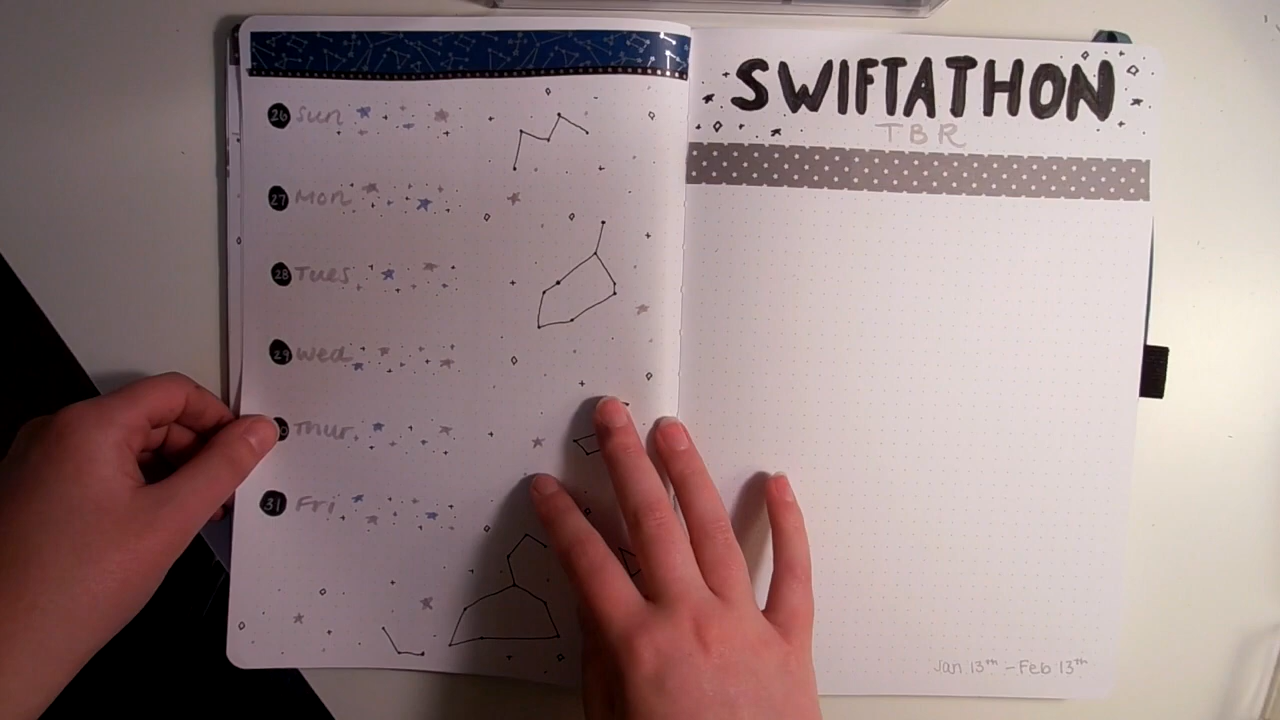 26 Sun
27 Mon
28 Tues
29 Wed
Thur
31 Fri
SWIFTATHON
TBR
Jan 13th - Feb 13th